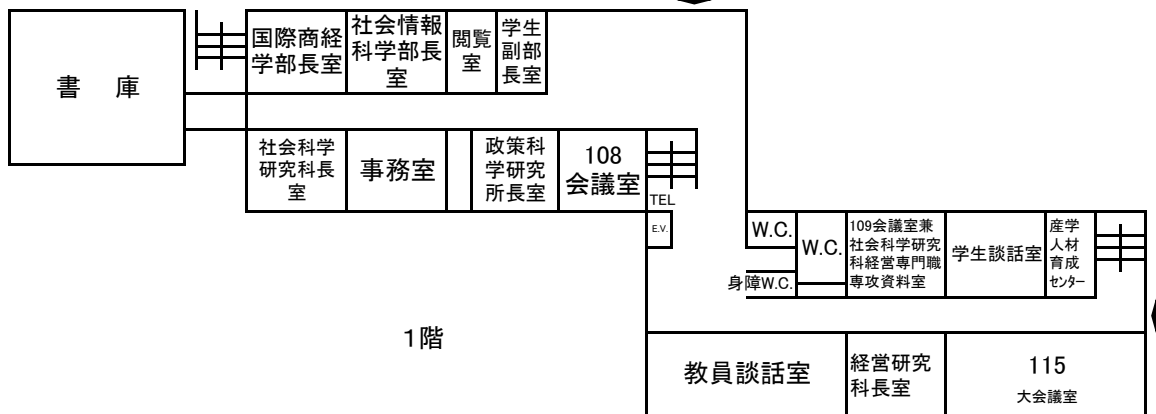 国際商経
学部長室
社会情報
科学部長
室
閲覧
室
学生
副部
長室
書　庫
社会科学
研究科長
室
事務室
政策科
学研究
所長室
108
会議室
TEL
E.V.
W.C.
W.C.
身障W.C.
109会議室兼
社会科学研究
科経営専門職
専攻資料室
学生談話室
産学
人材
育成
センター
1階
教員談話室
経営研究
科長室
115
大会議室